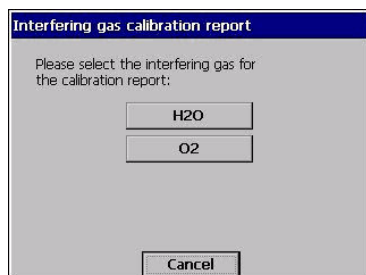 Interfering gas calibration report
Please select the interfering gas for
the calibration report:
H2O
O2
Cancel